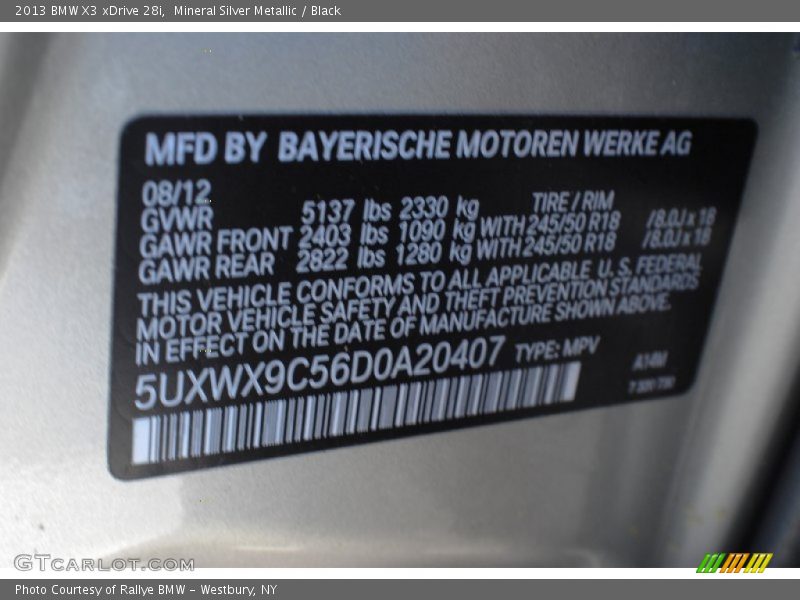 2013 BMW X3 xDrive 28i,  Mineral Silver Metallic / Black
MFD BY BAYERISCHE MOTOREN WERKE AG
08/12 TIRE / RIM
GVWR 5137 lbs 2330 kg
GAWR FRONT 2403 lbs 1090 kg WITH 245/50 R18 /8.0J x 18
GAWR REAR 2822 lbs 1280 kg WITH 245/50 R18 /8.0J x 18
THIS VEHICLE CONFORMS TO ALL APPLICABLE U. S. FEDERAL
MOTOR VEHICLE SAFETY AND THEFT PREVENTION STANDARDS
IN EFFECT ON THE DATE OF MANUFACTURE SHOWN ABOVE.
5UXWX9C56D0A20407 TYPE: MPV
GTCARLOT.COM
Photo Courtesy of Rallye BMW - Westbury, NY